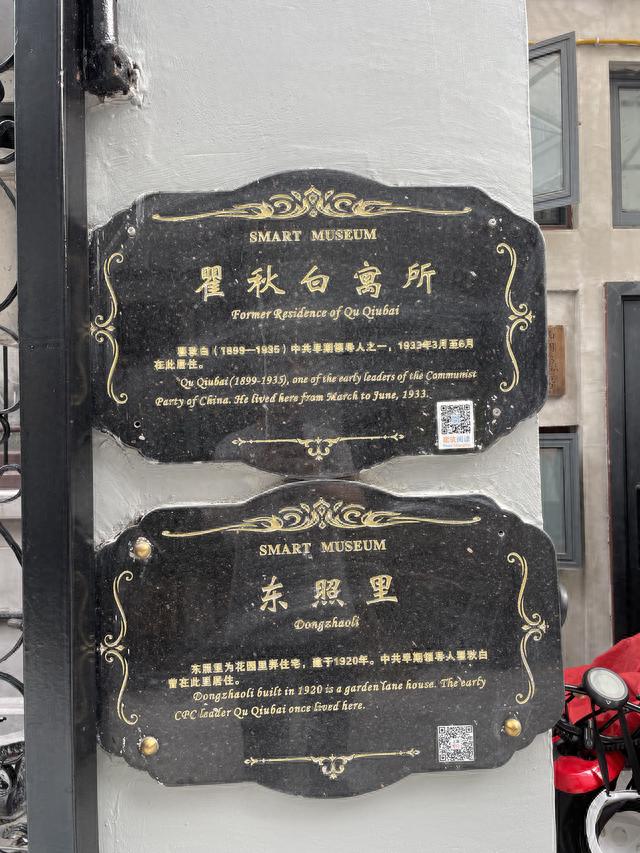 SMART MUSEUM
瞿秋白寓所
Former Residence of Qu Qiubai
瞿秋白（1899—1935）中共早期领导人之一，1933年3月至6月
在此居住。
Qu Qiubai (1899-1935), one of the early leaders of the Communist
Party of China. He lived here from March to June, 1933.
建筑阅读
SMART MUSEUM
东照里
Dongzhaoli
东照里为花园里弄住宅，建于1920年。中共早期领导人瞿秋白
曾在此里居住。
Dongzhaoli built in 1920 is a garden lane house. The early
CPC leader Qu Qiubai once lived here.